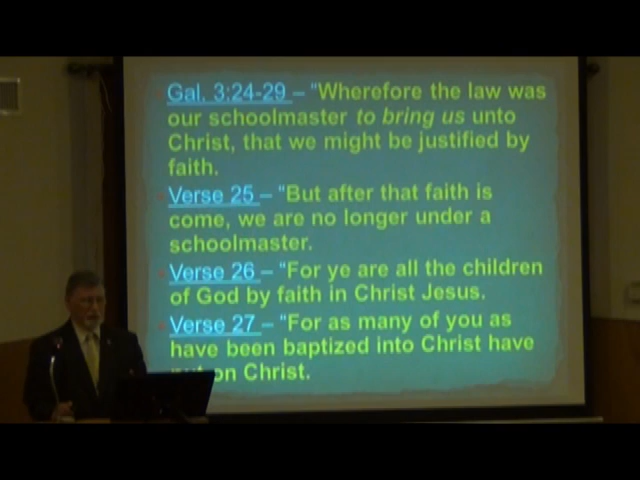 Gal. 3:24-29 – "Wherefore the law was
our schoolmaster to bring us unto
Christ, that we might be justified by
faith.
Verse 25 – "But after that faith is
come, we are no longer under a
schoolmaster.
Verse 26 – "For ye are all the children
of God by faith in Christ Jesus.
Verse 27 – "For as many of you as
have been baptized into Christ have
put on Christ.